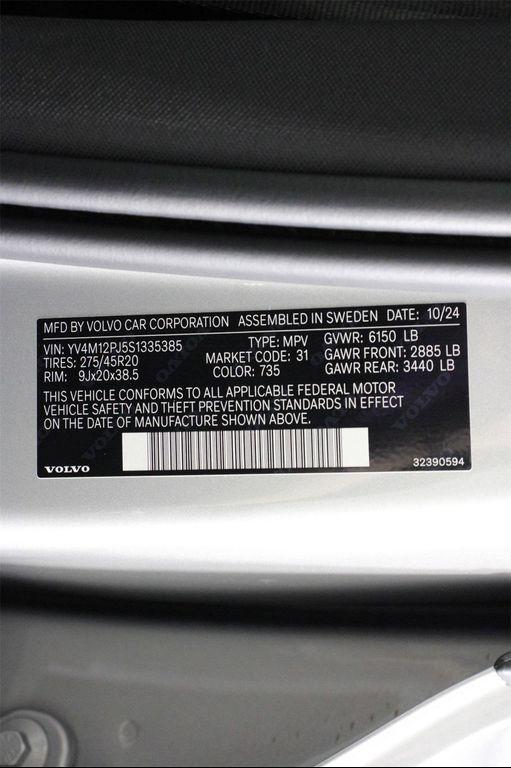 MFD BY VOLVO CAR CORPORATION ASSEMBLED IN SWEDEN DATE: 10/24
VIN: YV4M12PJ5S1335385 TYPE: MPV GVWR: 6150 LB
TIRES: 275/45R20 MARKET CODE: 31 GAWR FRONT: 2885 LB
RIM: 9Jx20x38.5 COLOR: 735 GAWR REAR: 3440 LB
THIS VEHICLE CONFORMS TO ALL APPLICABLE FEDERAL MOTOR
VEHICLE SAFETY AND THEFT PREVENTION STANDARDS IN EFFECT
ON THE DATE OF MANUFACTURE SHOWN ABOVE.
VOLVO 32390594